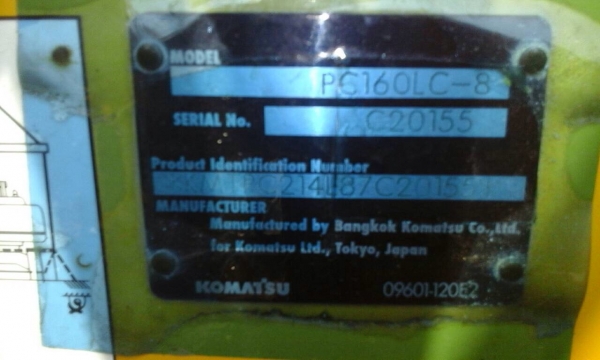 MODEL
PC160LC-8
SERIAL No.
C20155
Product Identification Number
MANUFACTURER
Manufactured by Bangkok Komatsu Co., Ltd.
for Komatsu Ltd., Tokyo, Japan
KOMATSU
09601-120E2